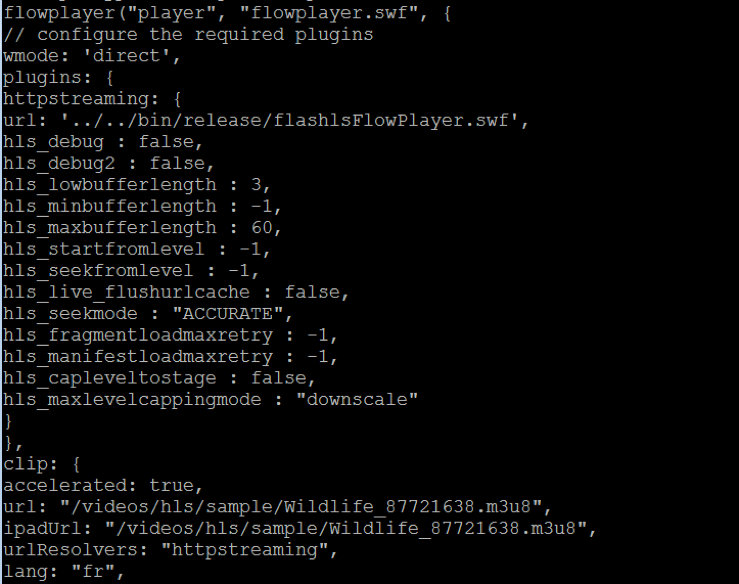 flowplayer("player", "flowplayer.swf", {
// configure the required plugins
wmode: 'direct',
plugins: {
httpstreaming: {
url: '../../bin/release/flashlsFlowPlayer.swf',
hls_debug : false,
hls_debug2 : false,
hls_lowbufferlength : 3,
hls_minbufferlength : -1,
hls_maxbufferlength : 60,
hls_startfromlevel : -1,
hls_seekfromlevel : -1,
hls_live_flushurlcache : false,
hls_seekmode : "ACCURATE",
hls_fragmentloadmaxretry : -1,
hls_manifestloadmaxretry : -1,
hls_capleveltostage : false,
hls_maxlevelcappingmode : "downscale"
}
},
clip: {
accelerated: true,
url: "/videos/hls/sample/Wildlife_87721638.m3u8",
ipadUrl: "/videos/hls/sample/Wildlife_87721638.m3u8",
urlResolvers: "httpstreaming",
lang: "fr",